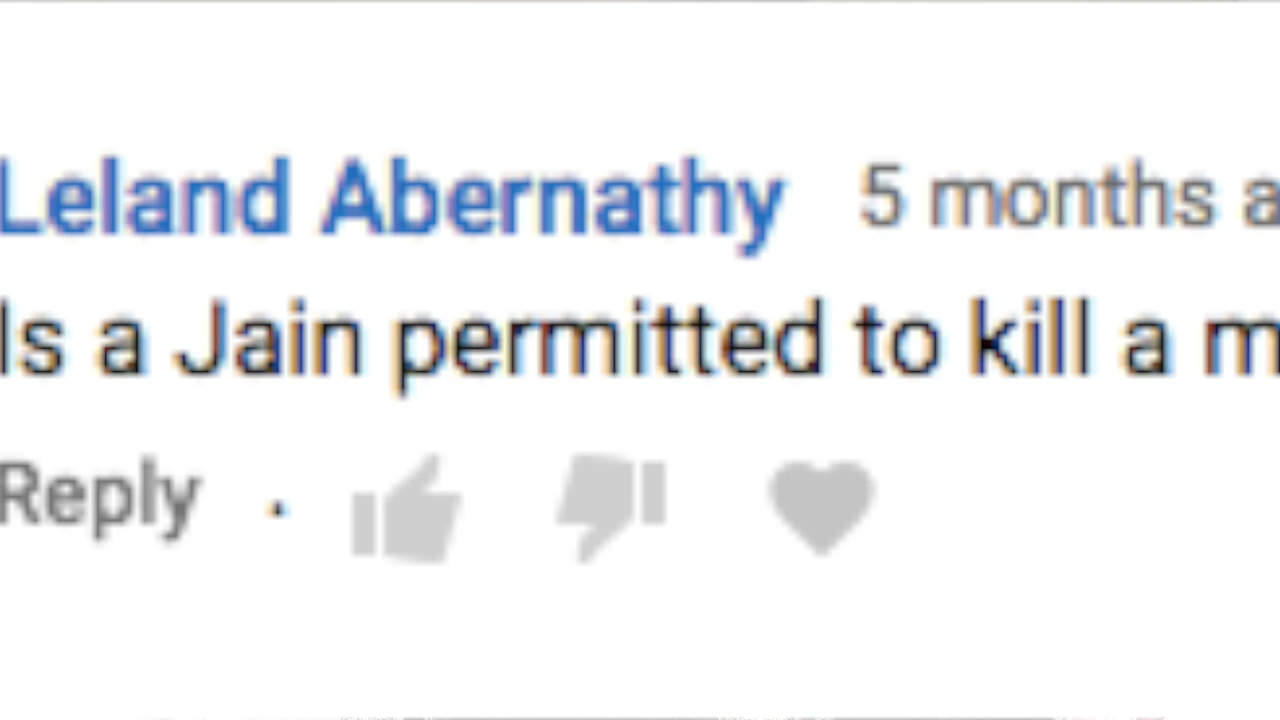 Leland Abernathy 5 months a
Is a Jain permitted to kill a m
Reply ·